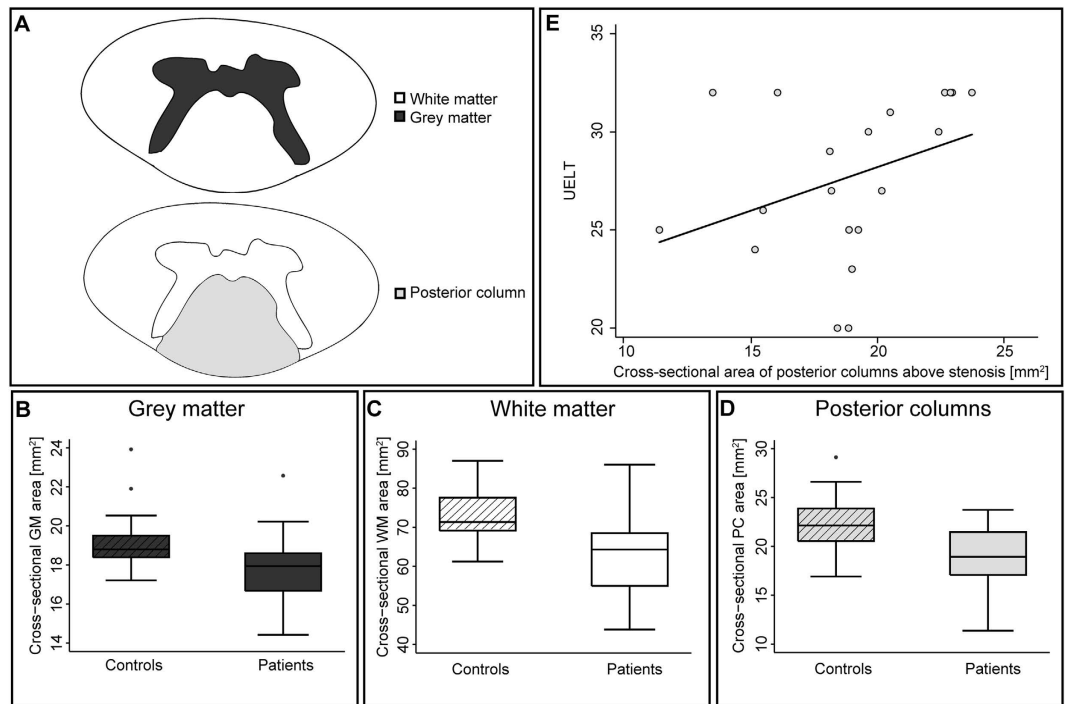 A
White matter
Grey matter
Posterior column
E
UELT
35
30
25
20
10
15
20
25
Cross-sectional area of posterior columns above stenosis [mm²]
B
Grey matter
Cross−sectional GM area [mm²]
24
22
20
18
16
14
Controls
Patients
C
White matter
Cross−sectional WM area [mm²]
90
80
70
60
50
40
Controls
Patients
D
Posterior columns
Cross−sectional PC area [mm²]
30
25
20
15
10
Controls
Patients